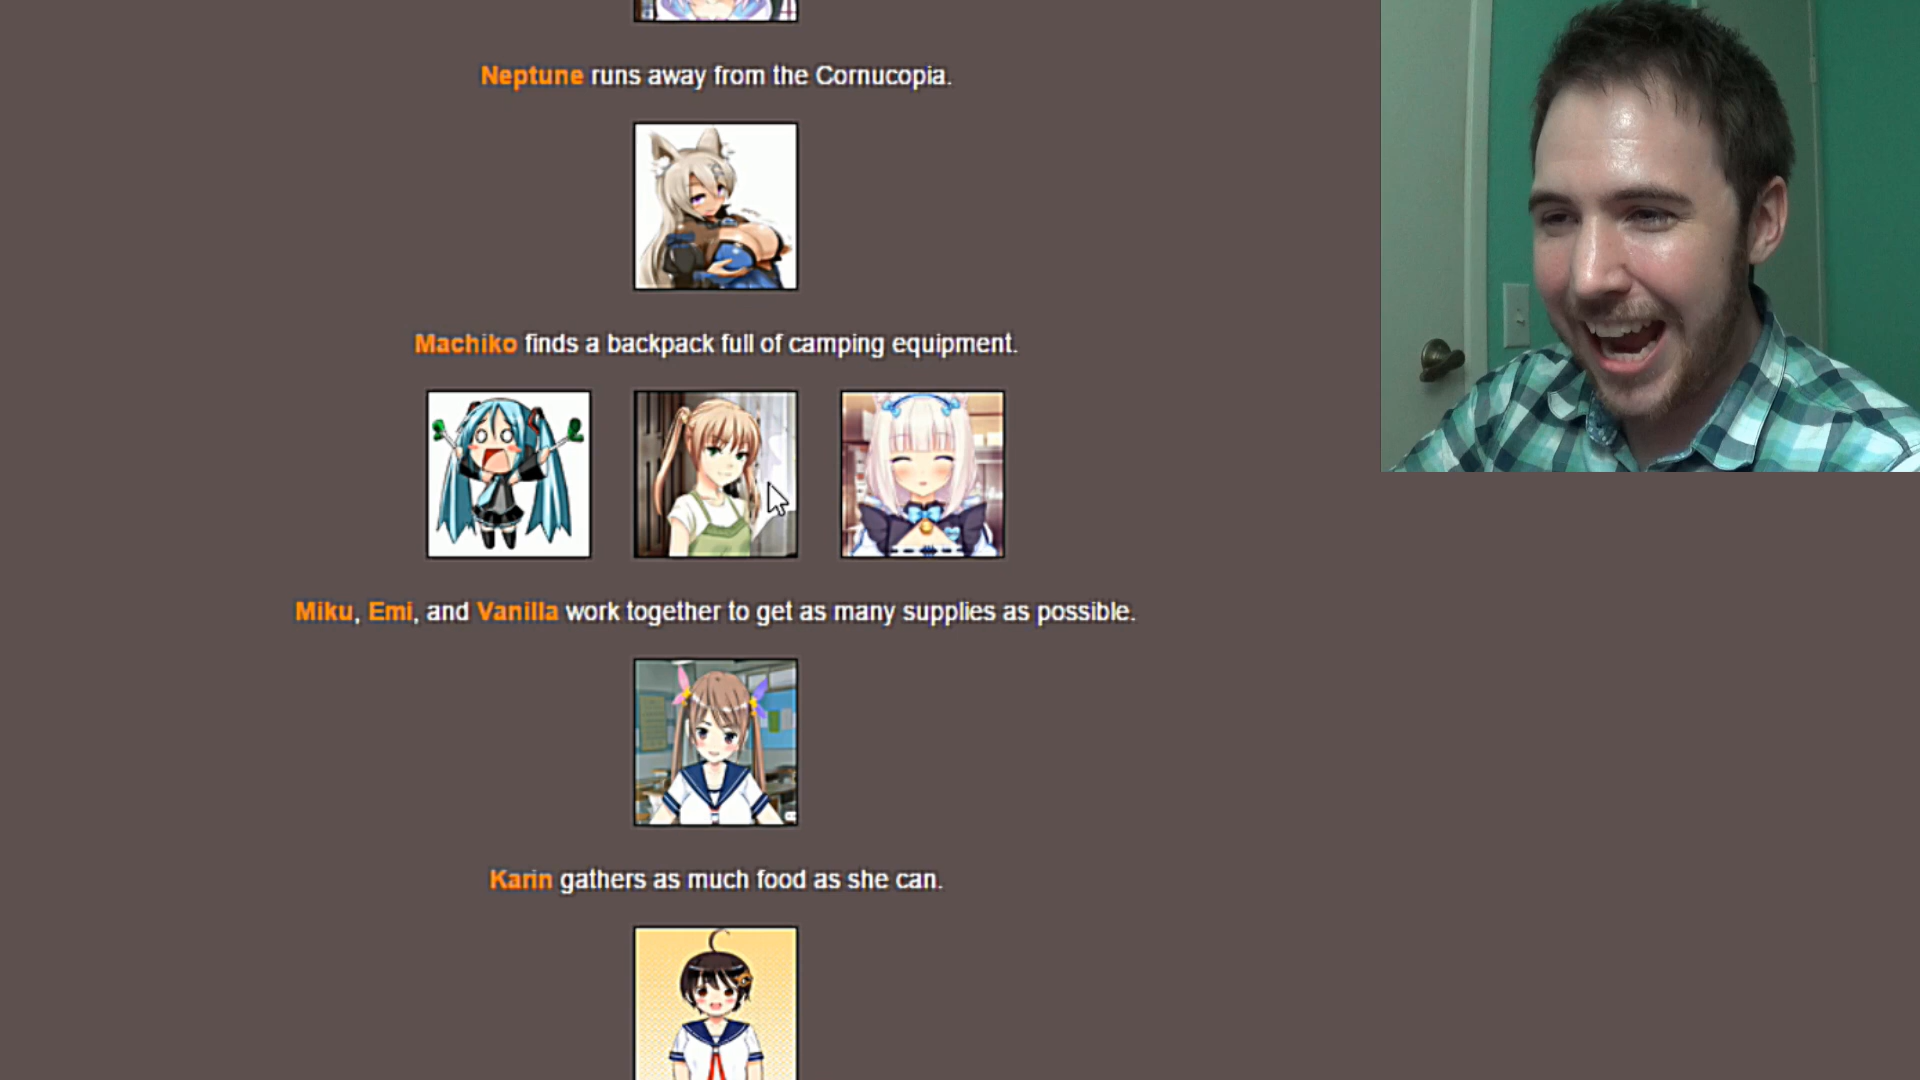 Neptune runs away from the Cornucopia.
Machiko finds a backpack full of camping equipment.
Miku, Emi, and Vanilla work together to get as many supplies as possible.
Karin gathers as much food as she can.